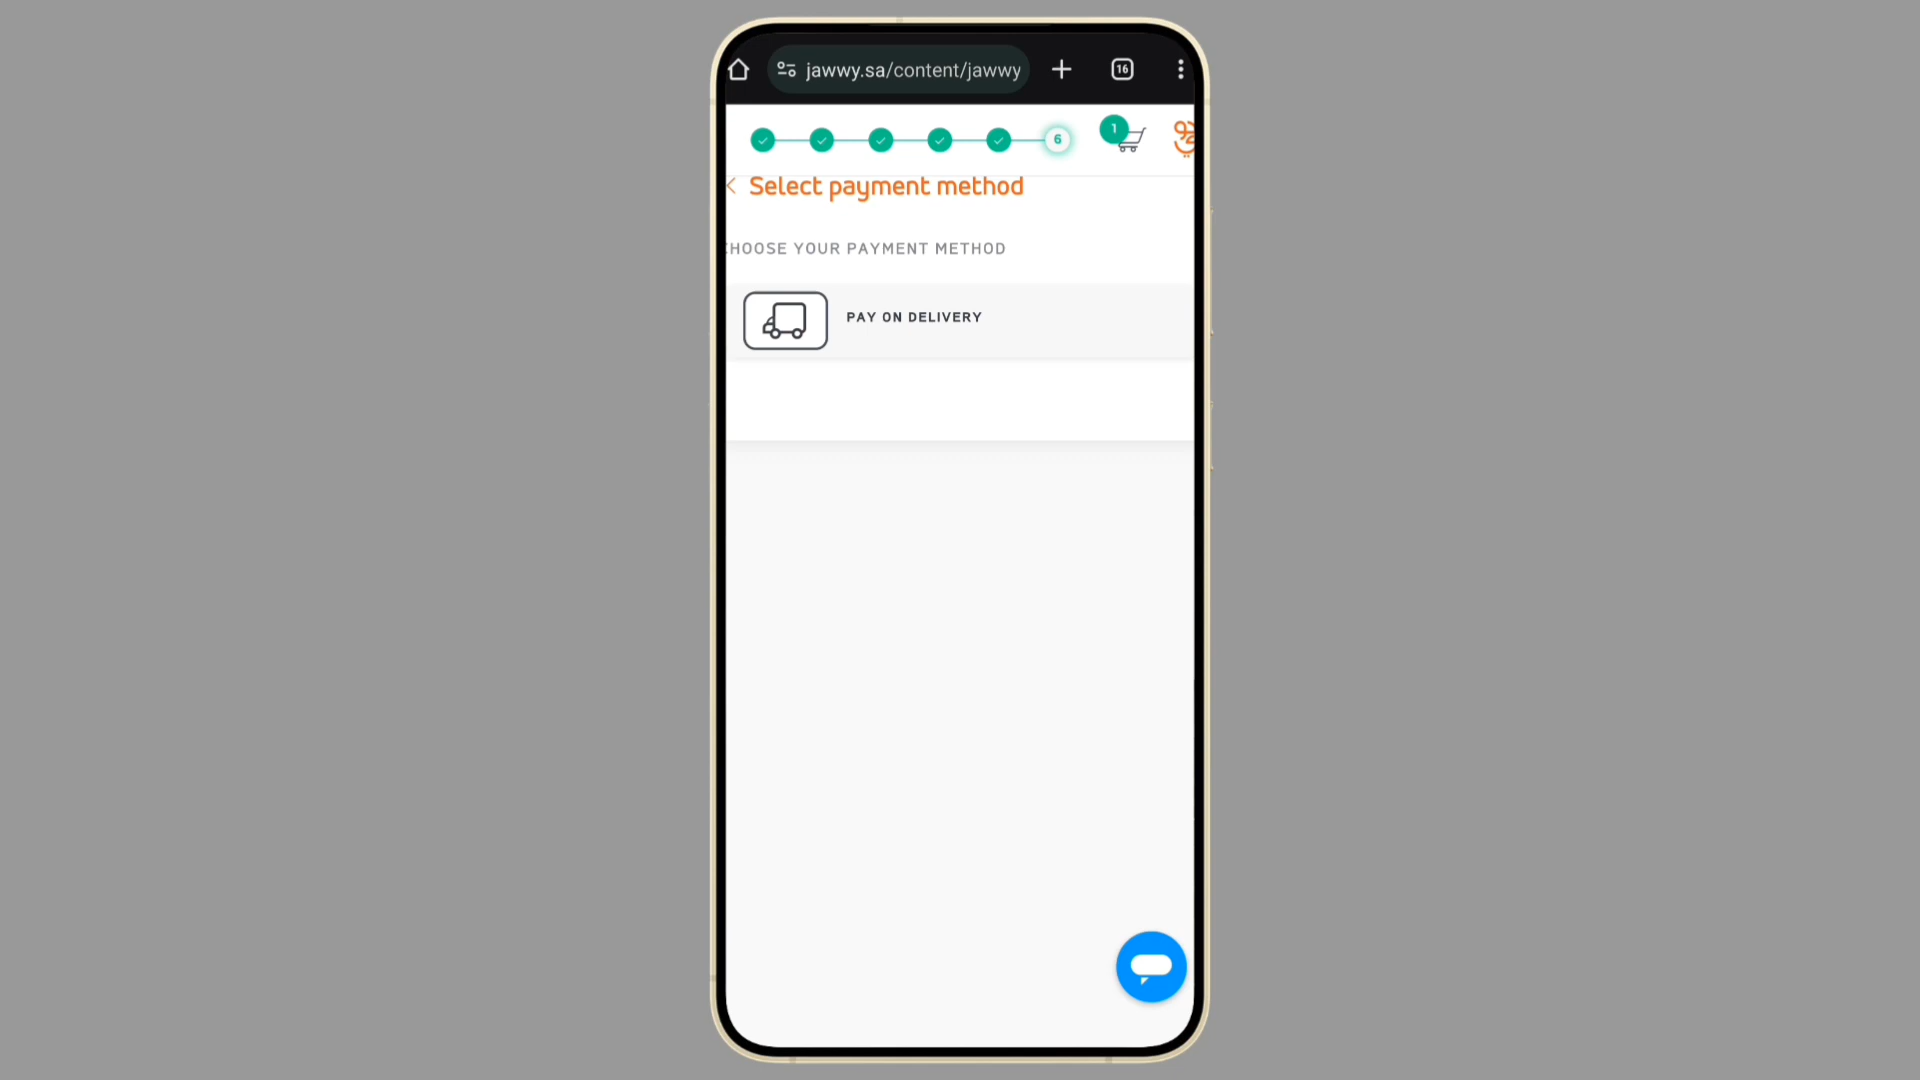 jawwy.sa/content/jawwy
16
6
1
Select payment method
HOOSE YOUR PAYMENT METHOD
PAY ON DELIVERY